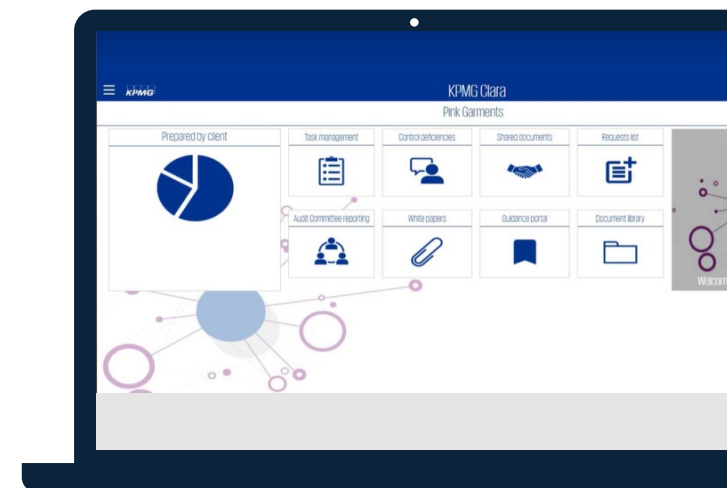 KPMG
KPMG Clara
Pink Garments
Prepared by client
Task management
Control deficiencies
Shared documents
Requests list
Audit Committee reporting
White papers
Guidance portal
Document library
Welcom